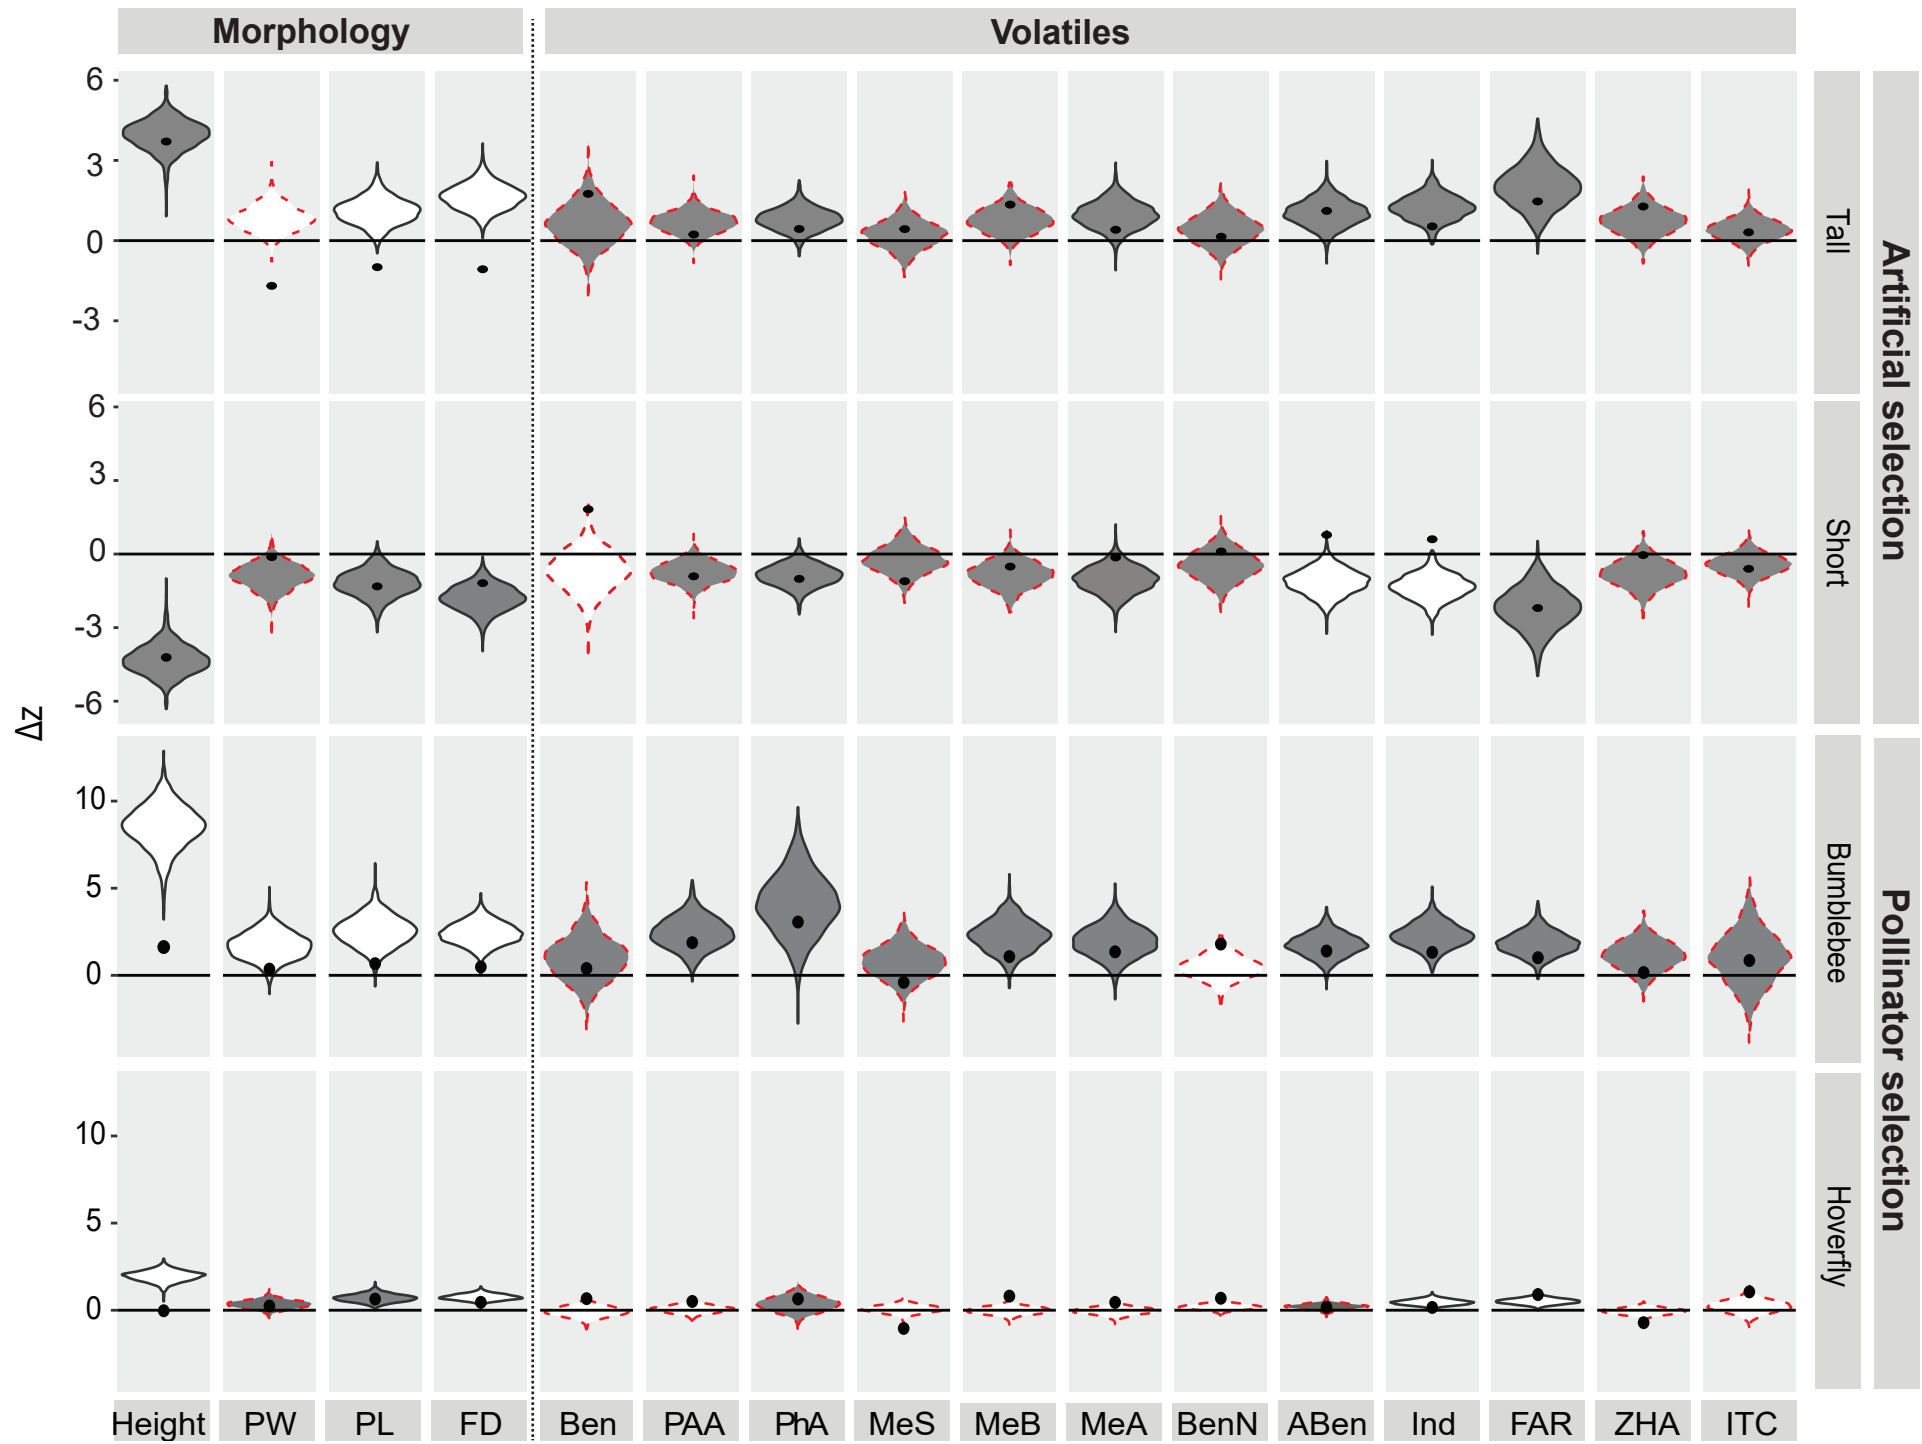 Morphology Volatiles
6
3
0
-3
Tall
6
3
0
-3
-6
Short
Artificial selection
Δz
10
5
0
Bumblebee
10
5
0
Hoverfly
Pollinator selection
Height PW PL FD Ben PAA PhA MeS MeB MeA BenN ABen Ind FAR ZHA ITC